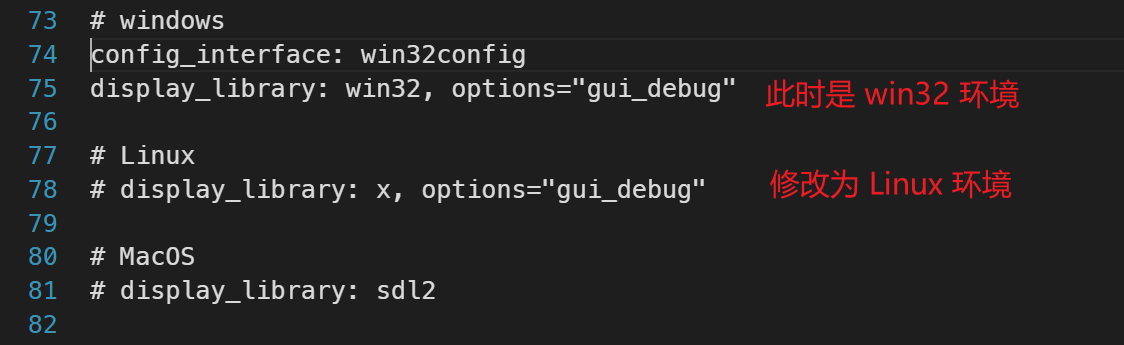 73 # windows
74 config_interface: win32config
75 display_library: win32, options="gui_debug" 此时是 win32 环境
76
77 # Linux
78 # display_library: x, options="gui_debug" 修改为 Linux 环境
79
80 # MacOS
81 # display_library: sdl2
82